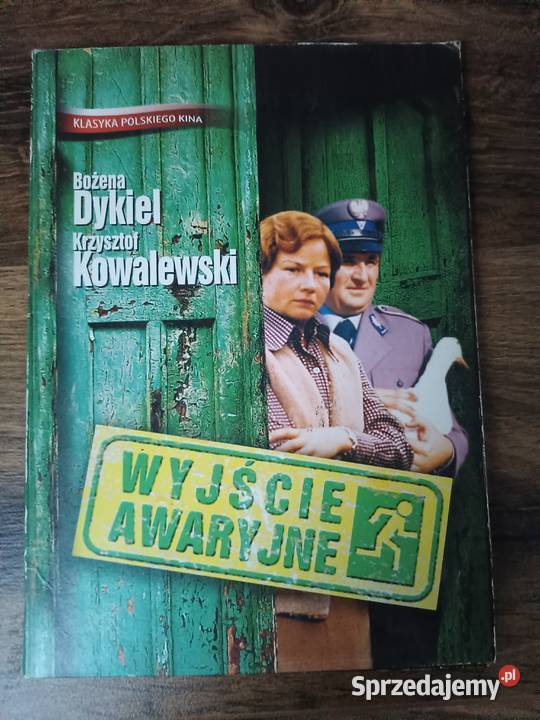 KLASYKA POLSKIEGO KINA
Bożena
Dykiel
Krzysztof
Kowalewski
WYJŚCIE
AWARYJNE
Sprzedajemy.pl